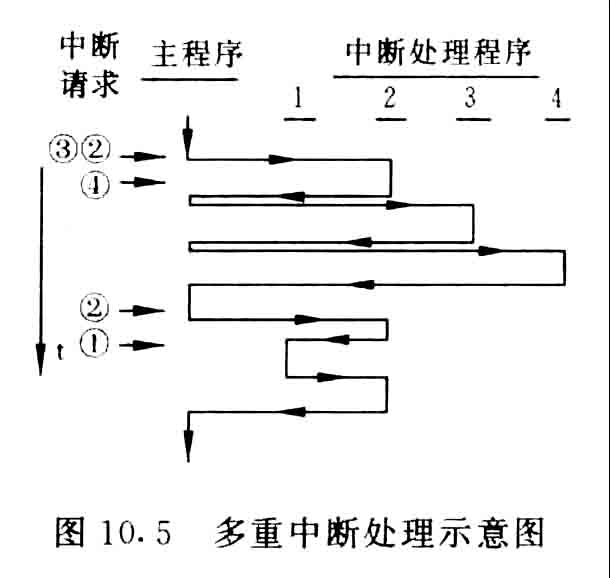 中断 主程序 中断处理程序
请求
1 2 3 4
③②
④
②
t ①
图 10.5 多重中断处理示意图